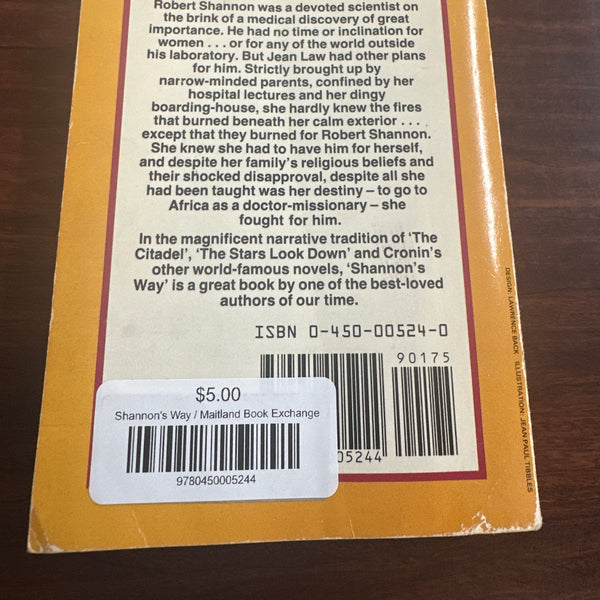 Robert Shannon was a devoted scientist on
the brink of a medical discovery of great
importance. He had no time or inclination for
women . . . or for any of the world outside
his laboratory. But Jean Law had other plans
for him. Strictly brought up by
narrow-minded parents, confined by her
hospital lectures and her dingy
boarding-house, she hardly knew the fires
that burned beneath her calm exterior . . . .
except that they burned for Robert Shannon.
She knew she had to have him for herself,
and despite her family's religious beliefs and
their shocked disapproval, despite all she
had been taught was her destiny – to go to
Africa as a doctor-missionary – she
fought for him.
In the magnificent narrative tradition of 'The
Citadel', 'The Stars Look Down' and Cronin's
other world-famous novels, 'Shannon's
Way' is a great book by one of the best-loved
authors of our time.
ISBN 0-450-00524-0
90175
05244
$5.00
Shannon's Way / Maitland Book Exchange
9780450005244
DESIGN: LAWRENCE BACK ILLUSTRATION: JEAN PAUL TIBBLES